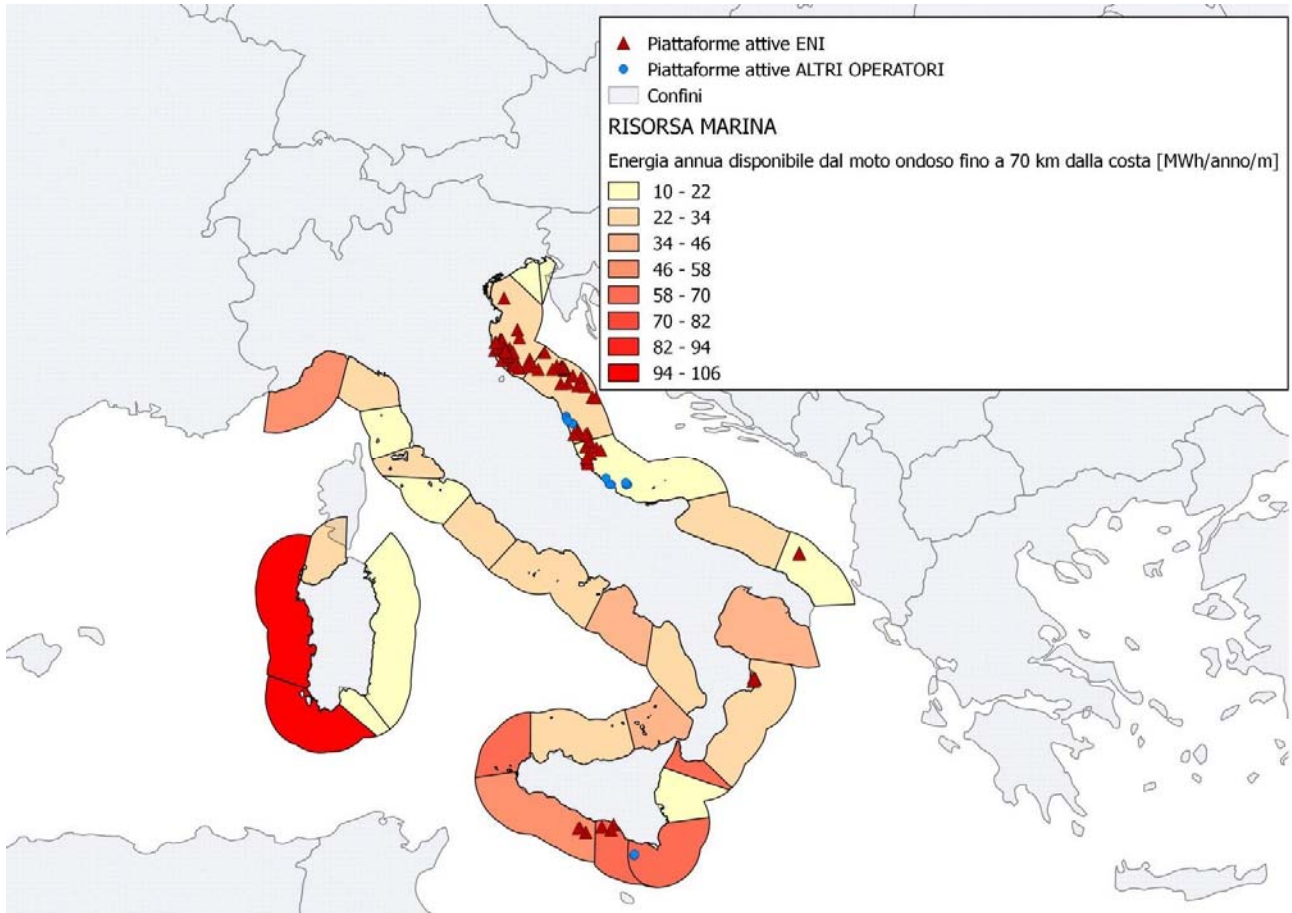 Piattaforme attive ENI
Piattaforme attive ALTRI OPERATORI
Confini
RISORSA MARINA
Energia annua disponibile dal moto ondoso fino a 70 km dalla costa [MWh/anno/m]
10 - 22
22 - 34
34 - 46
46 - 58
58 - 70
70 - 82
82 - 94
94 - 106